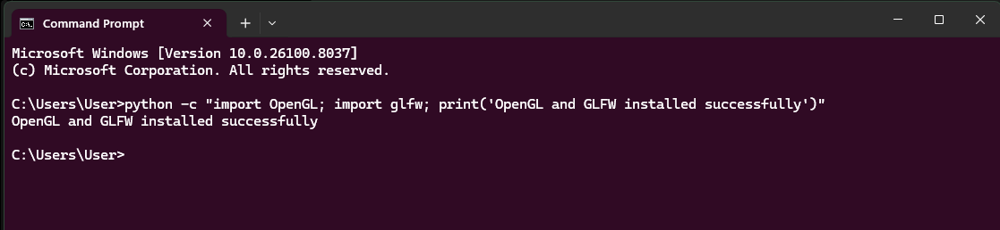 Command Prompt
Microsoft Windows [Version 10.0.26100.8037]
(c) Microsoft Corporation. All rights reserved.
C:\Users\User>python -c "import OpenGL; import glfw; print('OpenGL and GLFW installed successfully')"
OpenGL and GLFW installed successfully
C:\Users\User>